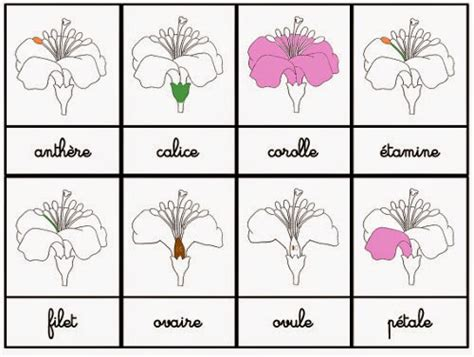 anthère calice corolle étamine
filet ovaire ovule pétale